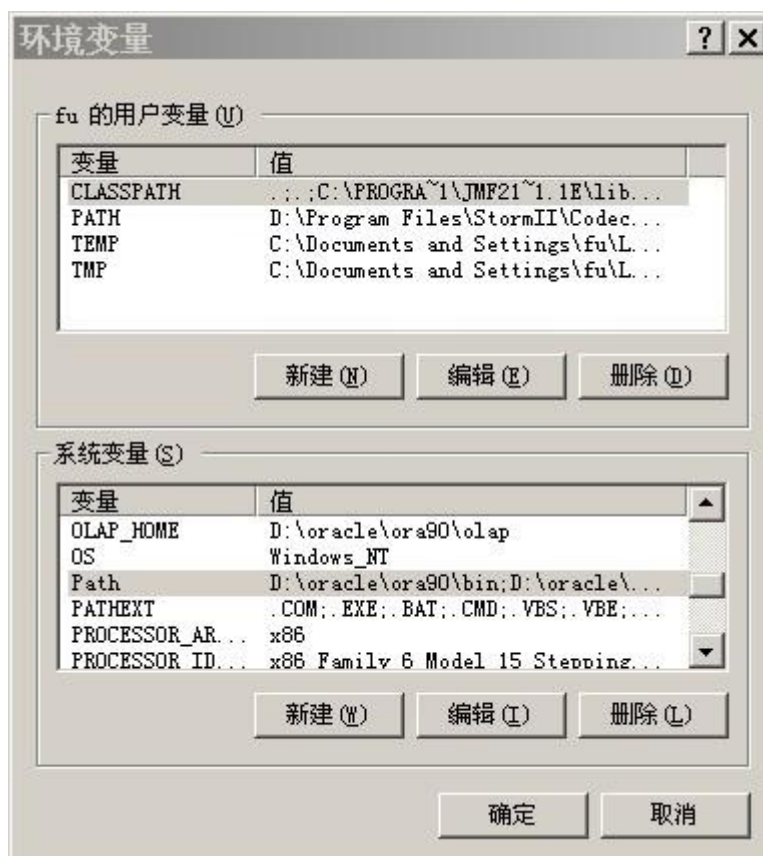 环境变量
fu 的用户变量(U)
变量 值
CLASSPATH .;.;C:\PROGRA~1\JMF21~1.1E\lib...
PATH D:\Program Files\StormII\Codec...
TEMP C:\Documents and Settings\fu\L...
TMP C:\Documents and Settings\fu\L...
新建(N) 编辑(E) 删除(D)
系统变量(S)
变量 值
OLAP_HOME D:\oracle\ora90\olap
OS Windows_NT
Path D:\oracle\ora90\bin;D:\oracle\...
PATHEXT .COM;.EXE;.BAT;.CMD;.VBS;.VBE;...
PROCESSOR_AR... x86
PROCESSOR_ID... x86 Family 6 Model 15 Stepping...
新建(W) 编辑(I) 删除(L)
确定 取消